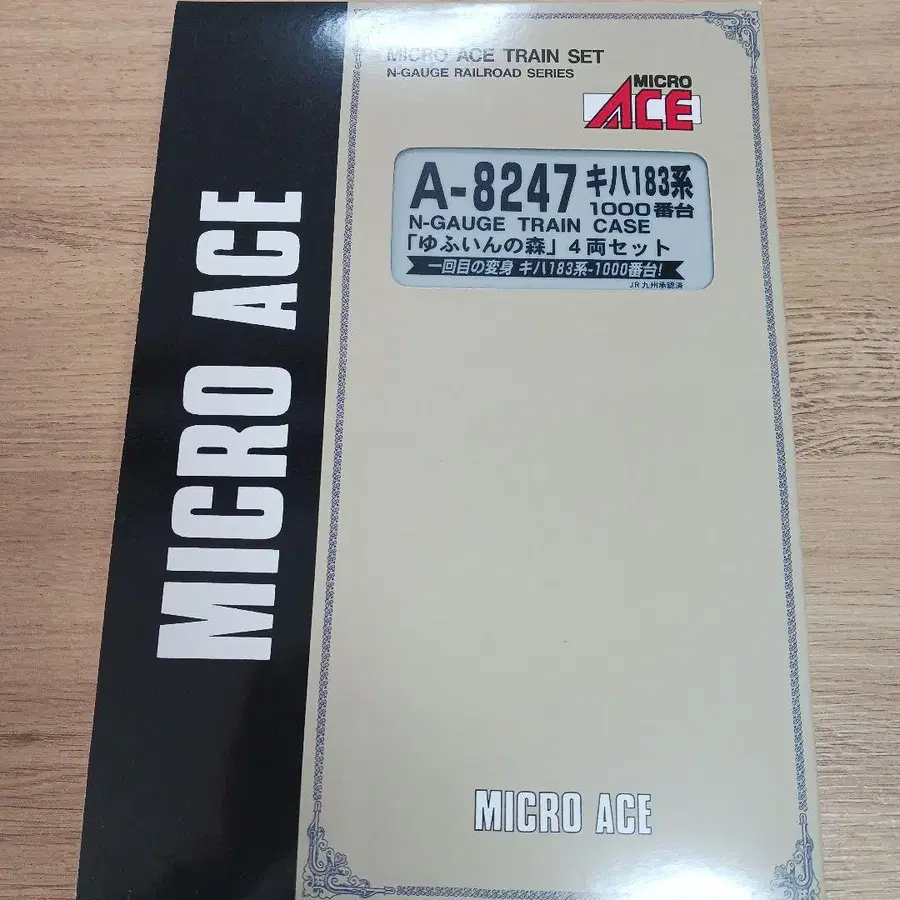 MICRO ACE TRAIN SET
N-GAUGE RAILROAD SERIES
MICRO
ACE
A-8247 キハ183系
1000番台
N-GAUGE TRAIN CASE
「ゆふいんの森」4両セット
一回目の変身 キハ183系-1000番台!
JR九州承認済
MICRO ACE
MICRO ACE